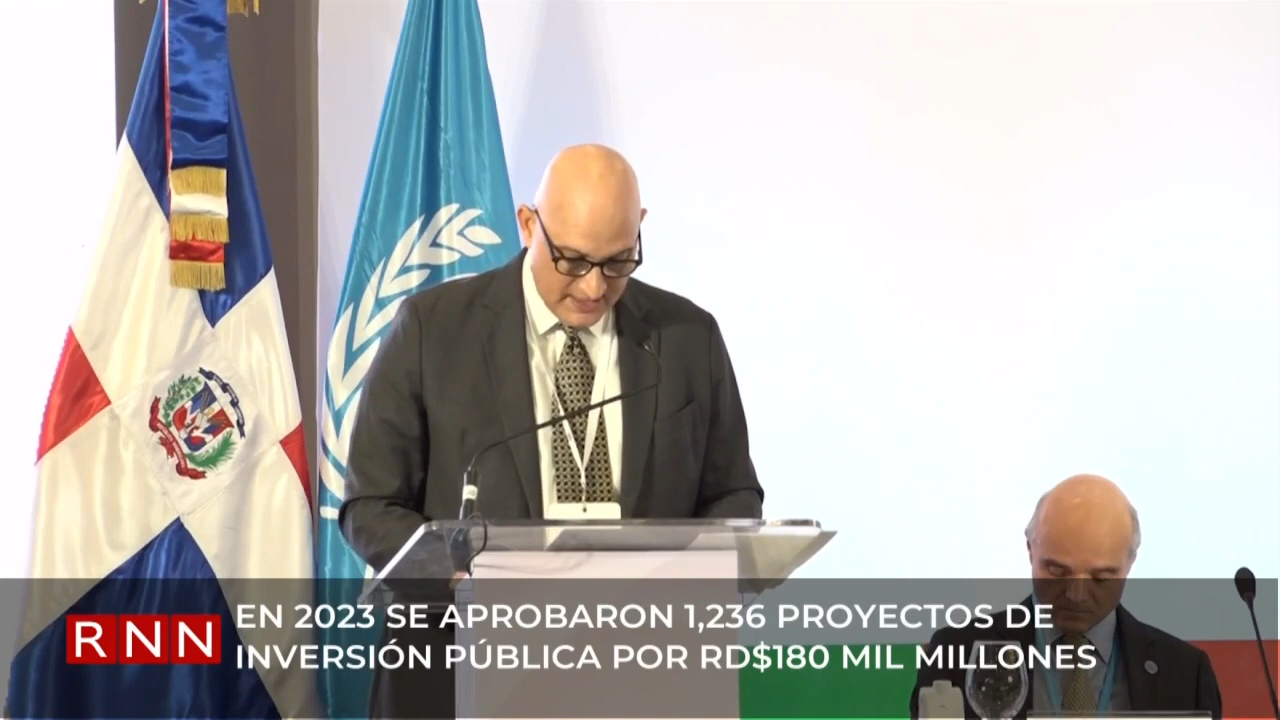 RNN
EN 2023 SE APROBARON 1,236 PROYECTOS DE
INVERSIÓN PÚBLICA POR RD$180 MIL MILLONES